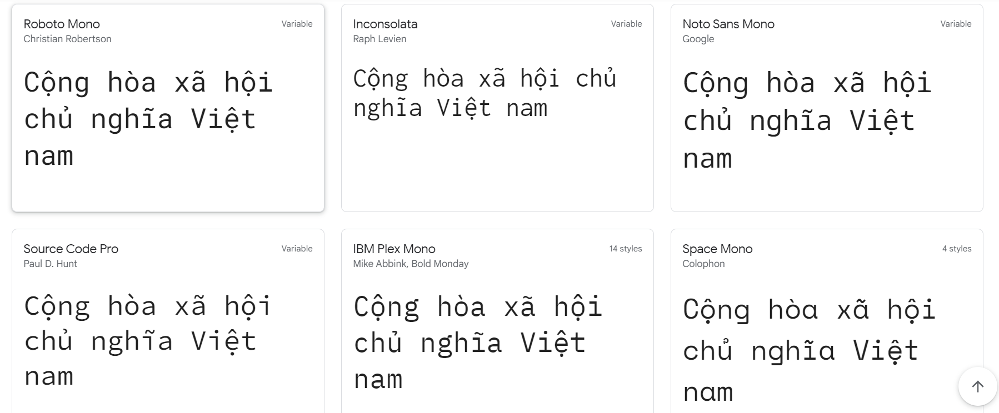 Roboto Mono
Variable
Christian Robertson
Cộng hòa xã hội
chủ nghĩa Việt
nam
Inconsolata
Variable
Raph Levien
Cộng hòa xã hội chủ
nghĩa Việt nam
Noto Sans Mono
Variable
Google
Cộng hòa xã hội
chủ nghĩa Việt
nam
Source Code Pro
Variable
Paul D. Hunt
Cộng hòa xã hội
chủ nghĩa Việt
nam
IBM Plex Mono
14 styles
Mike Abbink, Bold Monday
Cộng hòa xã hội
chủ nghĩa Việt
nam
Space Mono
4 styles
Colophon
Cộng hòa xã hội
chủ nghĩa Việt
nam